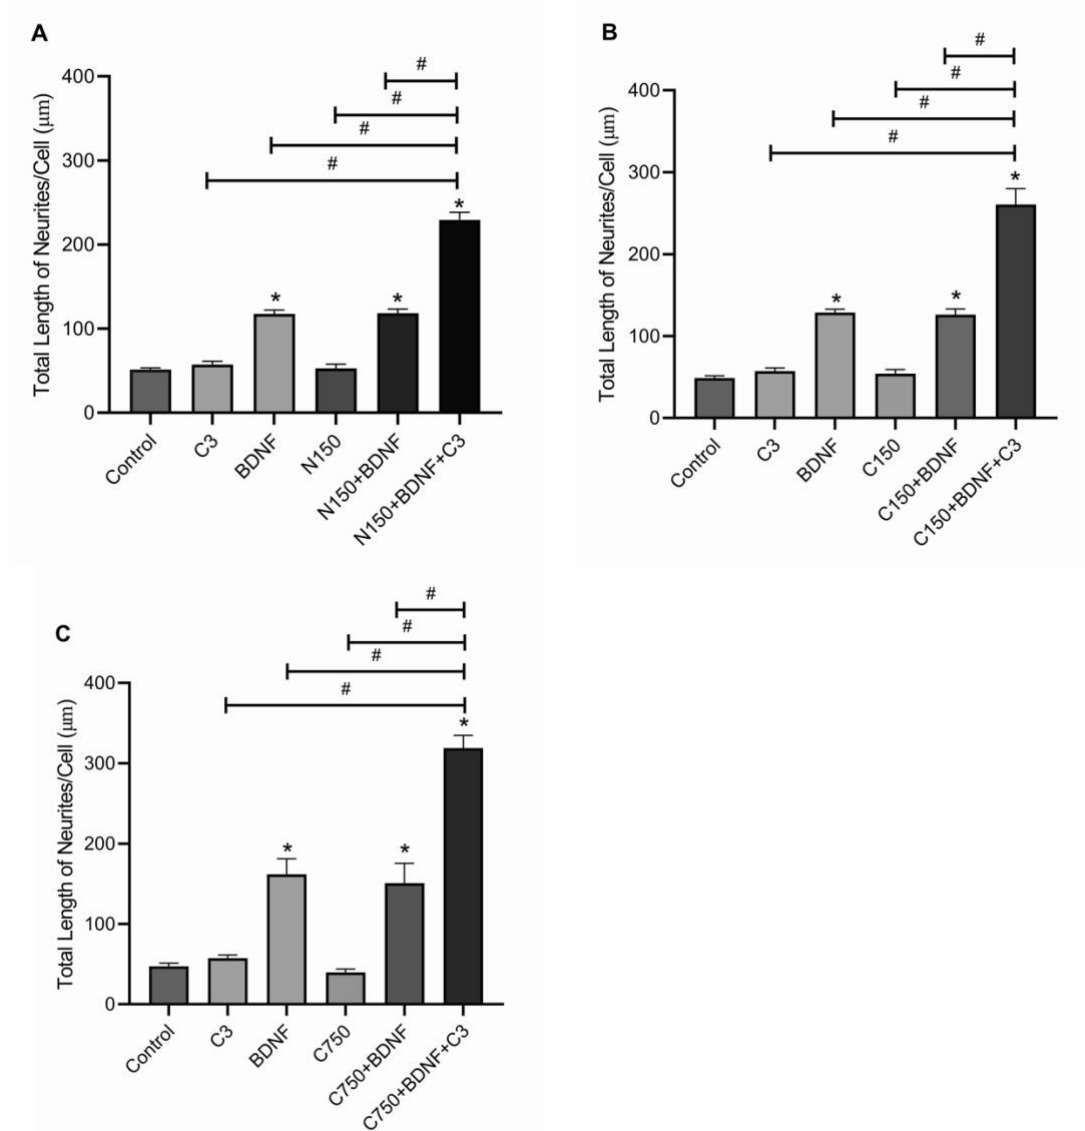 A
Total Length of Neurites/Cell (μm)
400
300
200
100
0
#
#
#
#
*
*
*
Control
C3
BDNF
N150
N150+BDNF
N150+BDNF+C3
B
Total Length of Neurites/Cell (μm)
400
300
200
100
0
#
#
#
#
*
*
*
Control
C3
BDNF
C150
C150+BDNF
C150+BDNF+C3
C
Total Length of Neurites/Cell (μm)
400
300
200
100
0
#
#
#
#
*
*
*
Control
C3
BDNF
C750
C750+BDNF
C750+BDNF+C3